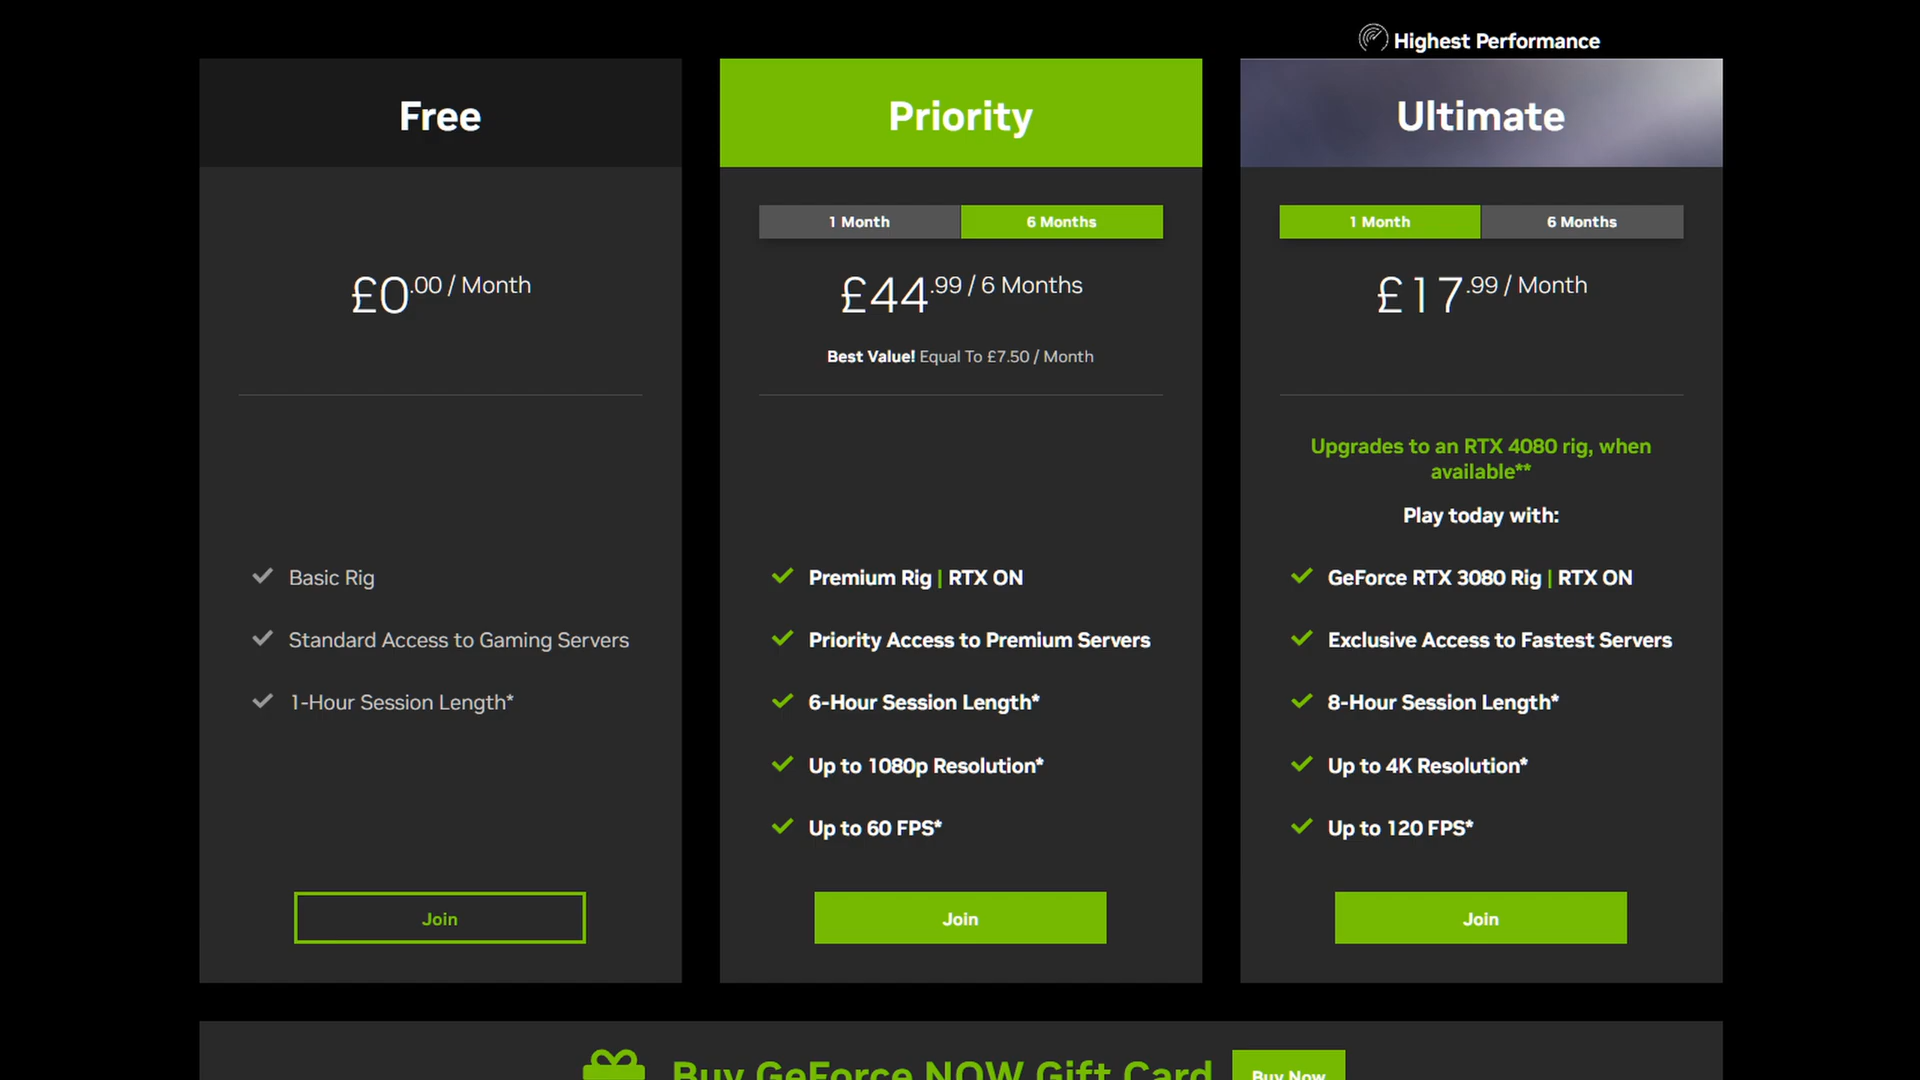 Highest Performance
Free
£0.00 / Month
Basic Rig
Standard Access to Gaming Servers
1-Hour Session Length*
Join
Priority
1 Month
6 Months
£44.99 / 6 Months
Best Value! Equal To £7.50 / Month
Premium Rig | RTX ON
Priority Access to Premium Servers
6-Hour Session Length*
Up to 1080p Resolution*
Up to 60 FPS*
Join
Ultimate
1 Month
6 Months
£17.99 / Month
Upgrades to an RTX 4080 rig, when
available**
Play today with:
GeForce RTX 3080 Rig | RTX ON
Exclusive Access to Fastest Servers
8-Hour Session Length*
Up to 4K Resolution*
Up to 120 FPS*
Join
Buy GeForce NOW Gift Card
Buy Now